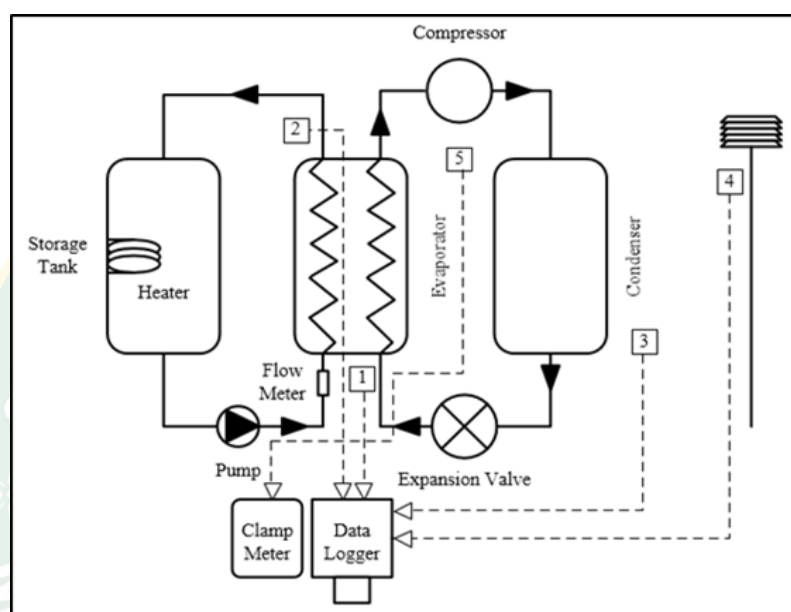 Compressor
2
5
4
Storage
Tank
Heater
Evaporator
Condenser
Flow
Meter
1
3
Pump
Expansion Valve
Clamp
Meter
Data
Logger